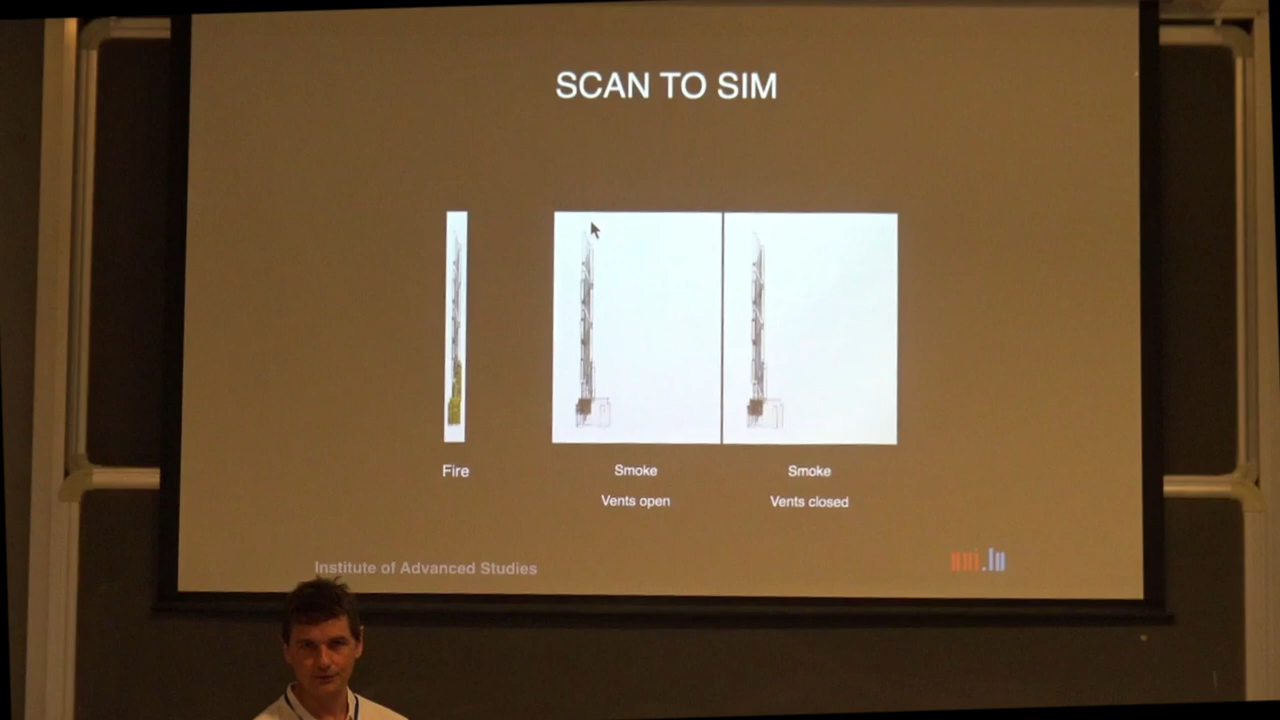 SCAN TO SIM
Fire
Smoke
Smoke
Vents open
Vents closed
Institute of Advanced Studies
uni.lu